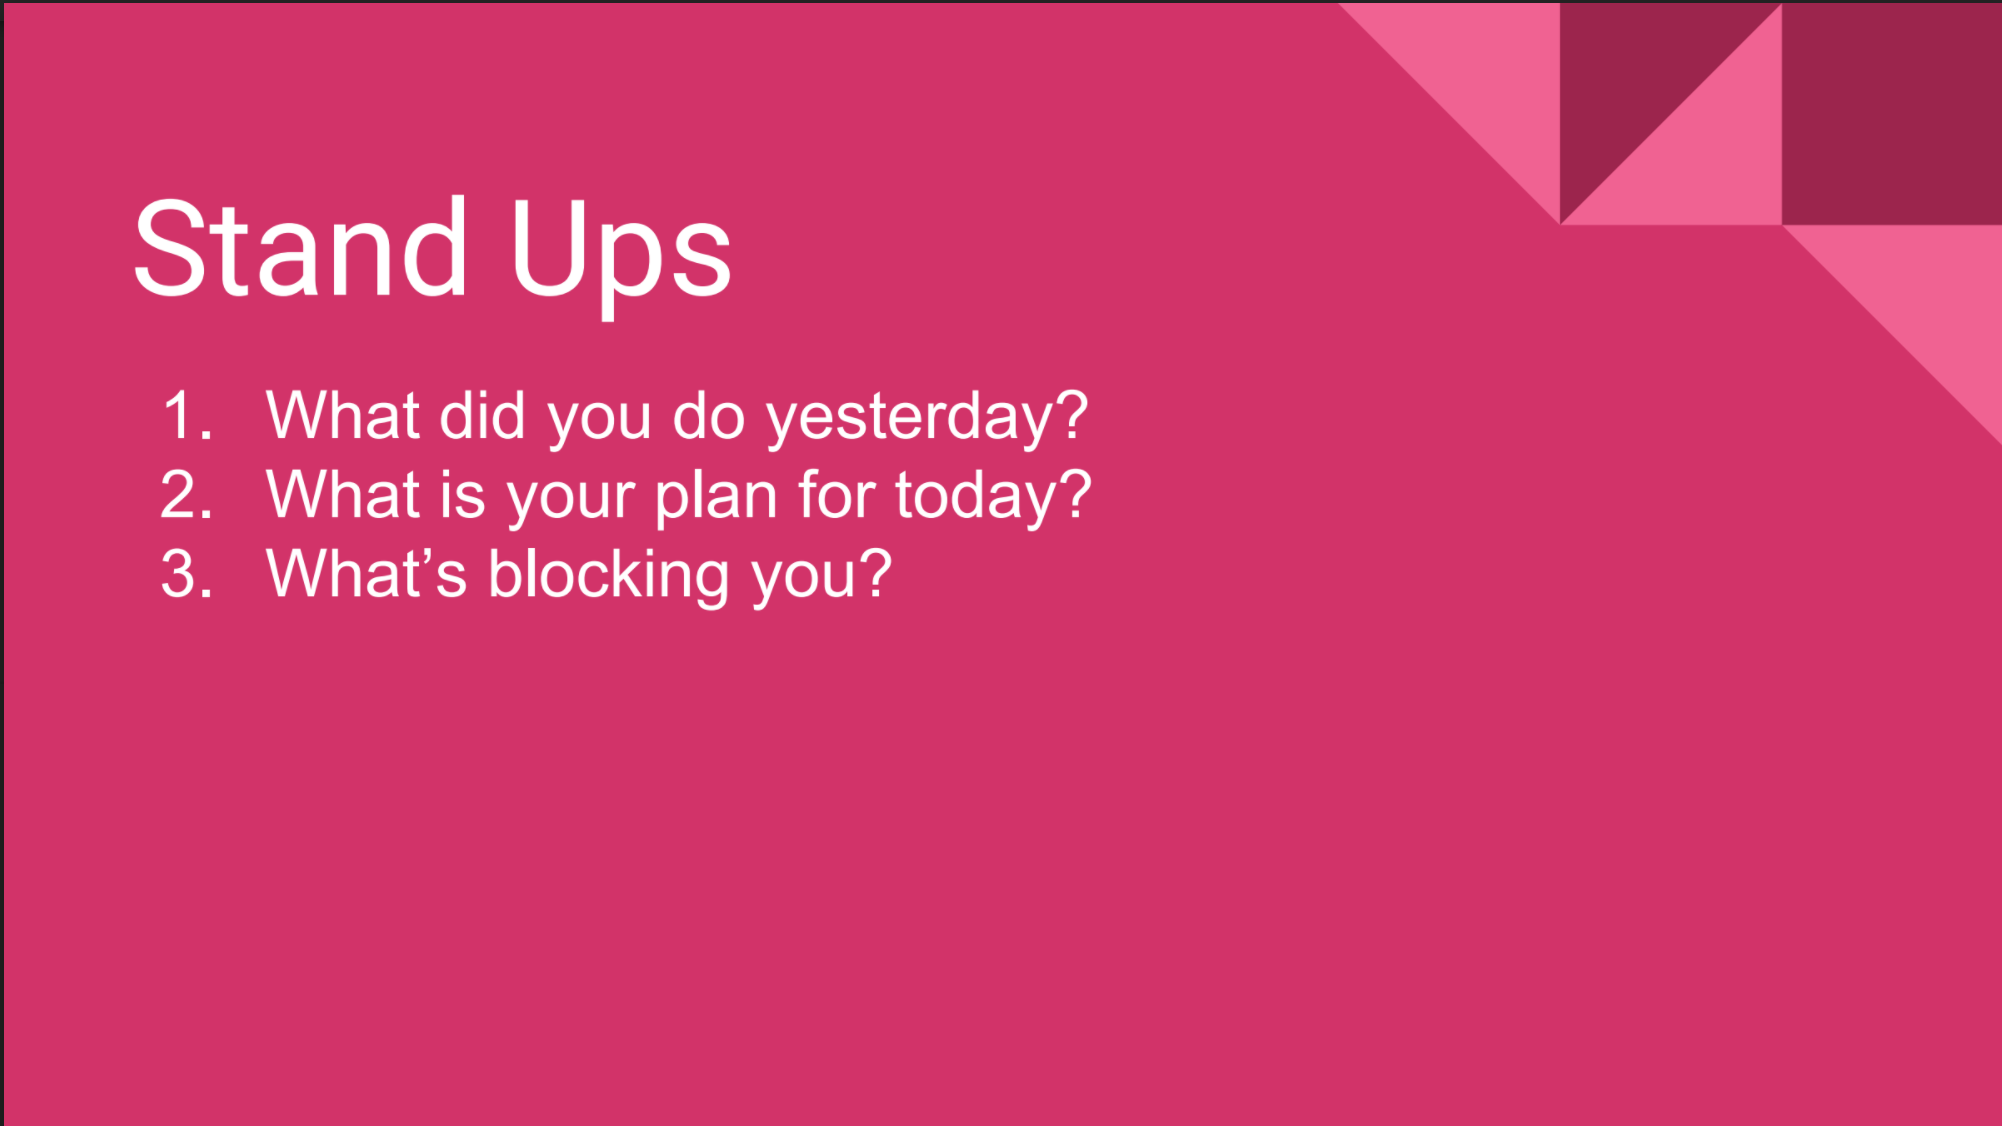 Stand Ups
1. What did you do yesterday?
2. What is your plan for today?
3. What’s blocking you?